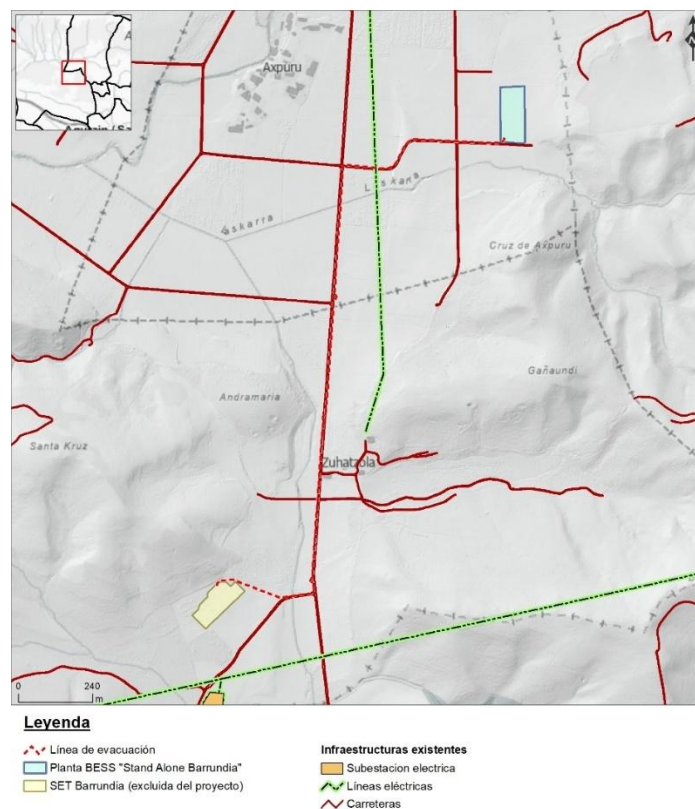 Axpuru
N
Laskana
Askarra
Cruz de Axpuru
Gañaundi
Andramaria
Santa Kruz
Zuhatzola
0 240
m
Leyenda
Línea de evacuación
Planta BESS "Stand Alone Barrundia"
SET Barrundia (excluida del proyecto)
Infraestructuras existentes
Subestacion electrica
Líneas eléctricas
Carreteras